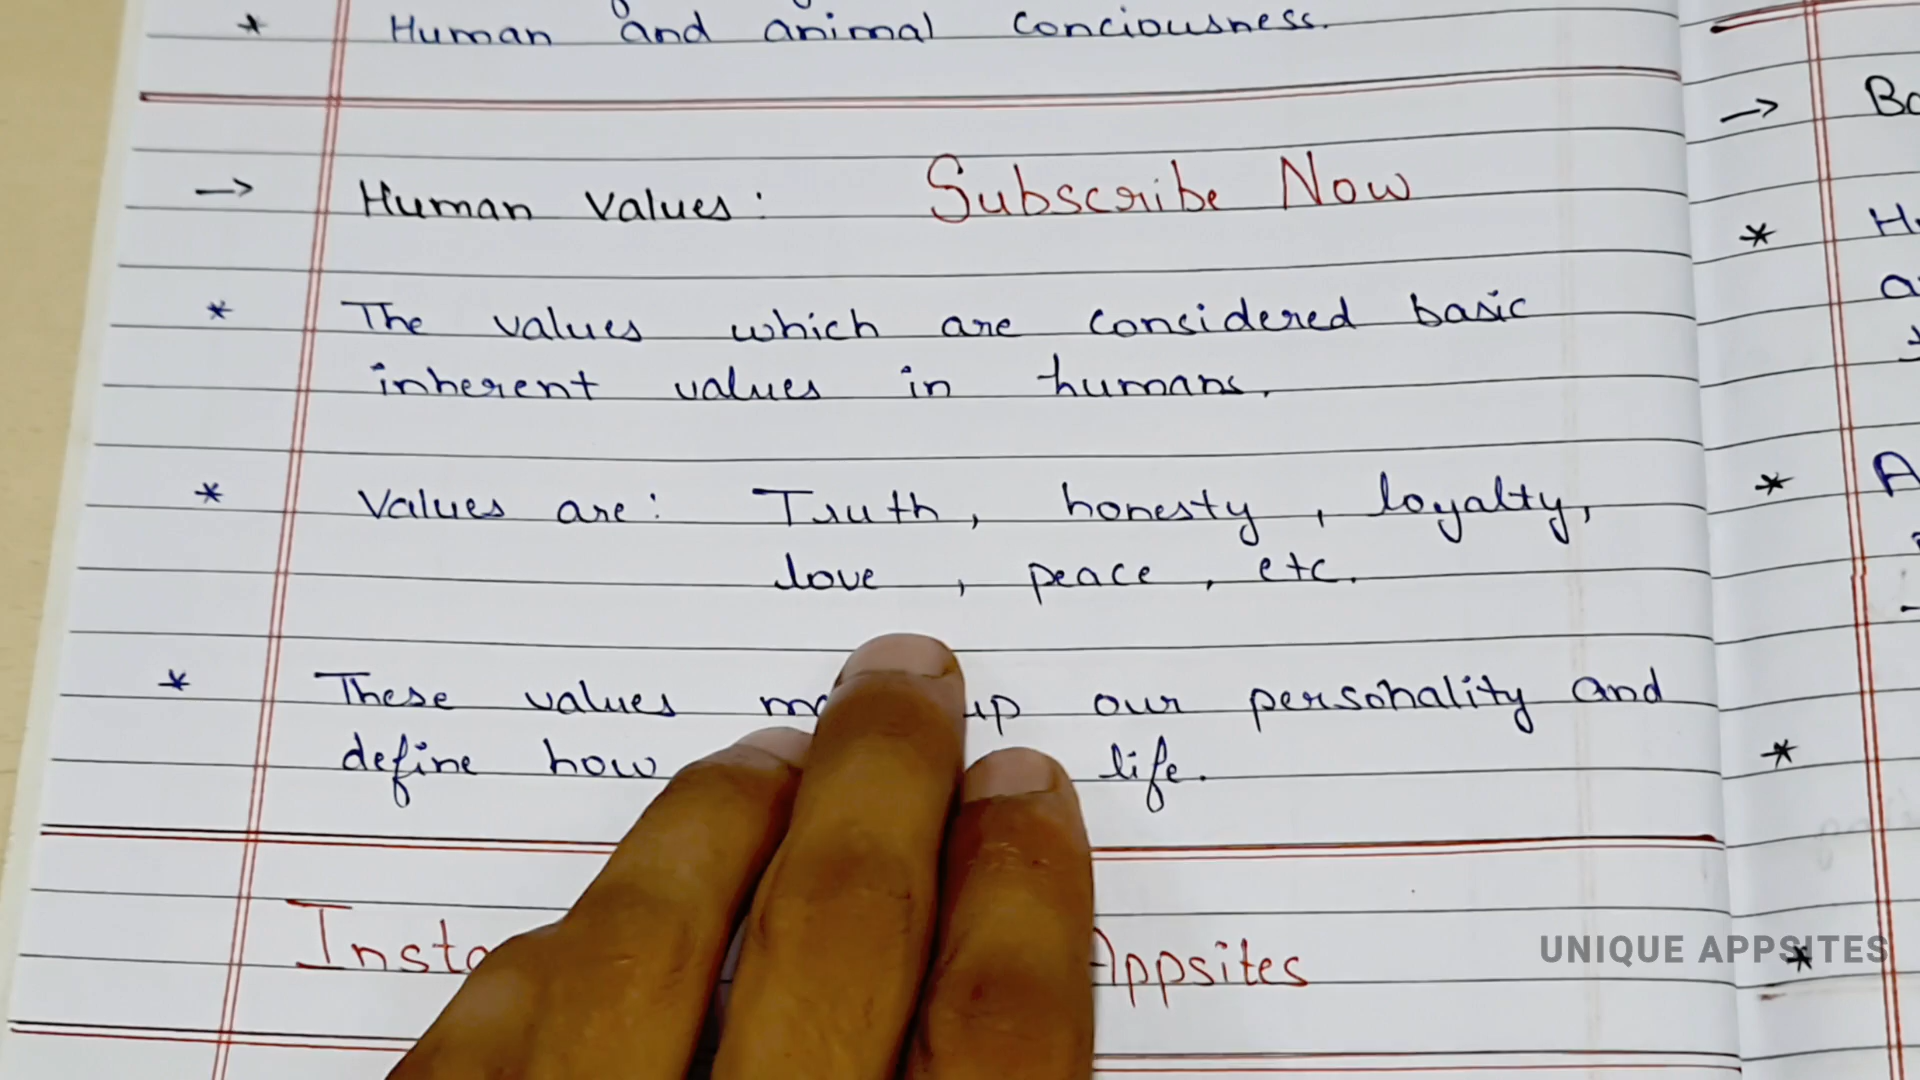 * Human and animal conciousness.
→ Human Values: Subscribe Now
* The values which are considered basic
inherent values in humans.
* Values are: Truth, honesty, loyalty,
love, peace, etc.
* These values up our personality and
define how life.
Appsites
→
*
*
*
*
UNIQUE APPSITES